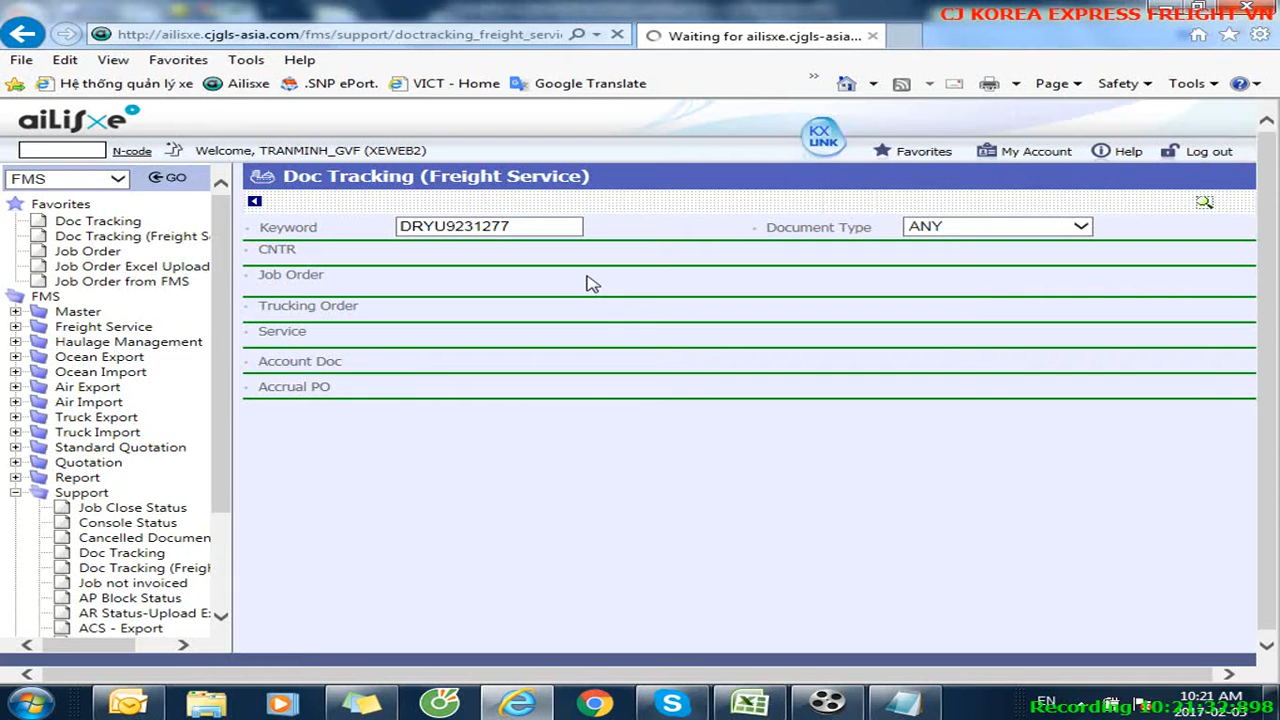 CJ KOREA EXPRESS FREIGHT VN
http://ailisxe.cjgls-asia.com/fms/support/doctracking_freight_servi
Waiting for ailisxe.cjgls-asia....
File Edit View Favorites Tools Help
Hệ thống quản lý xe Ailisxe .SNP ePort. VICT - Home Google Translate
Page Safety Tools
ailisxe
KX LINK
N-code Welcome, TRANMINH_GVF (XEWEB2)
Favorites My Account Help Log out
FMS GO
Doc Tracking (Freight Service)
Favorites
Doc Tracking
Doc Tracking (Freight S
Job Order
Job Order Excel Upload
Job Order from FMS
FMS
Master
Freight Service
Haulage Management
Ocean Export
Ocean Import
Air Export
Air Import
Truck Export
Truck Import
Standard Quotation
Quotation
Report
Support
Job Close Status
Console Status
Cancelled Documen
Doc Tracking
Doc Tracking (Freigh
Job not invoiced
AP Block Status
AR Status-Upload E
ACS - Export
Keyword DRYU9231277 Document Type ANY
CNTR
Job Order
Trucking Order
Service
Account Doc
Accrual PO
EN
10:21 AM
2017-02-03
Recording 10:21:32:898